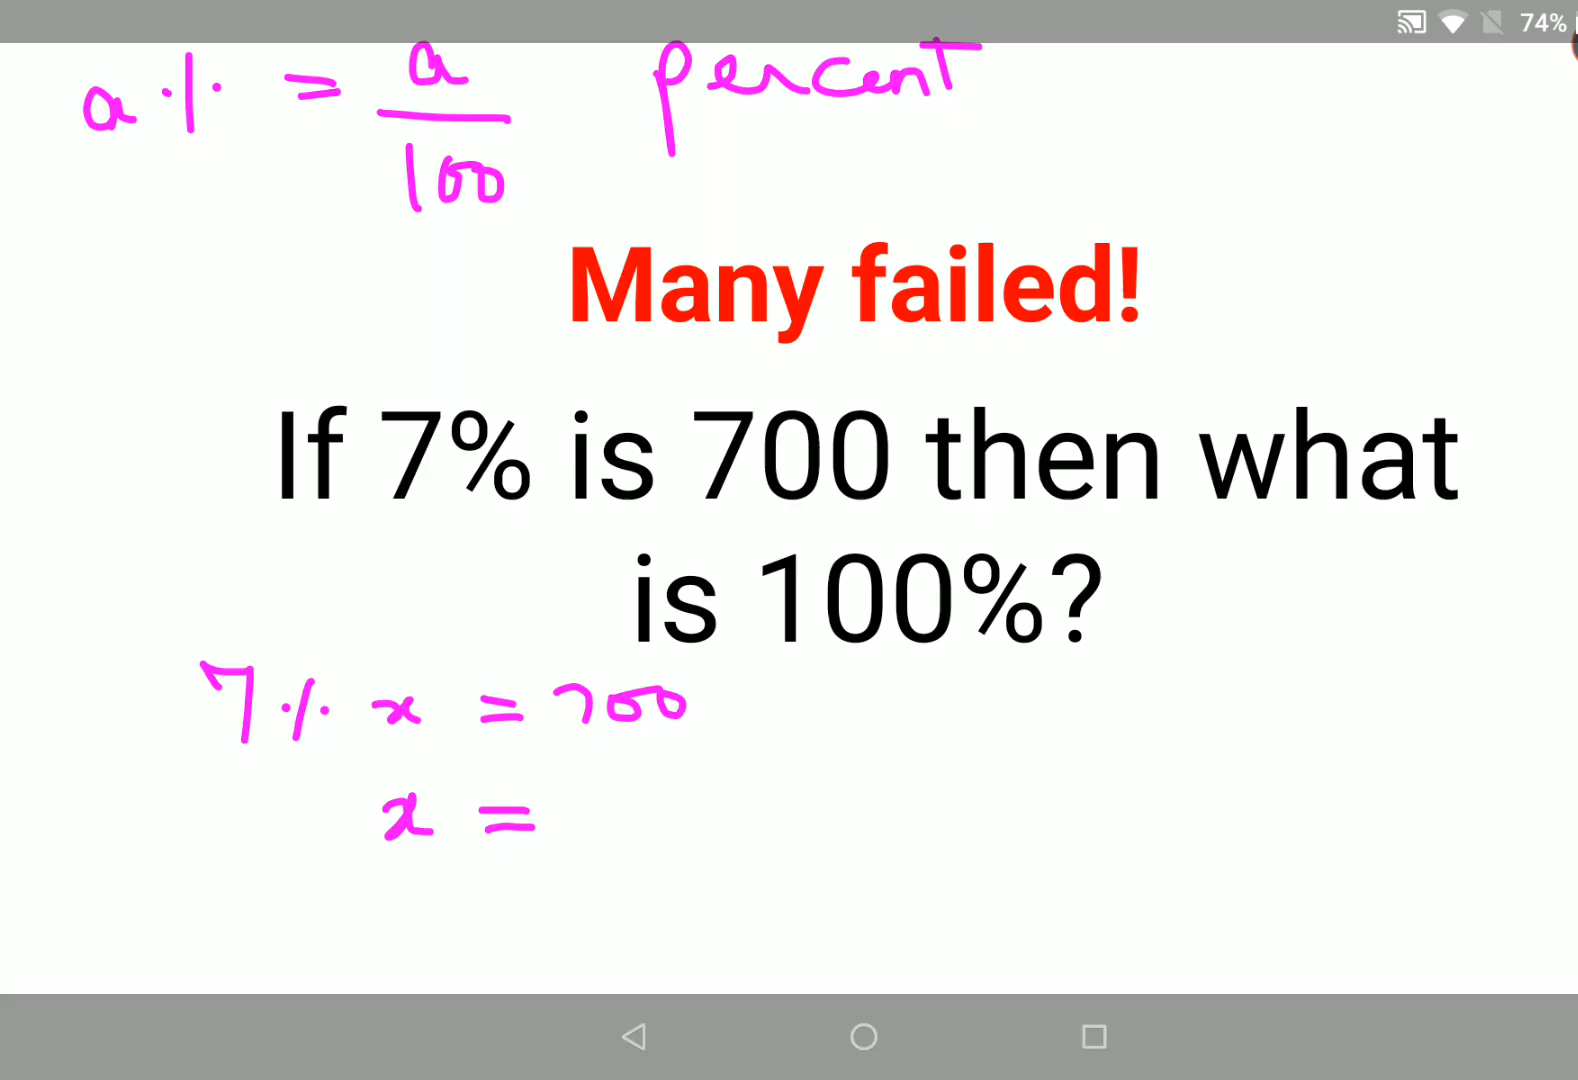 74%
a % = a/100 percent
Many failed!
If 7% is 700 then what
is 100%?
7% x = 700
x =